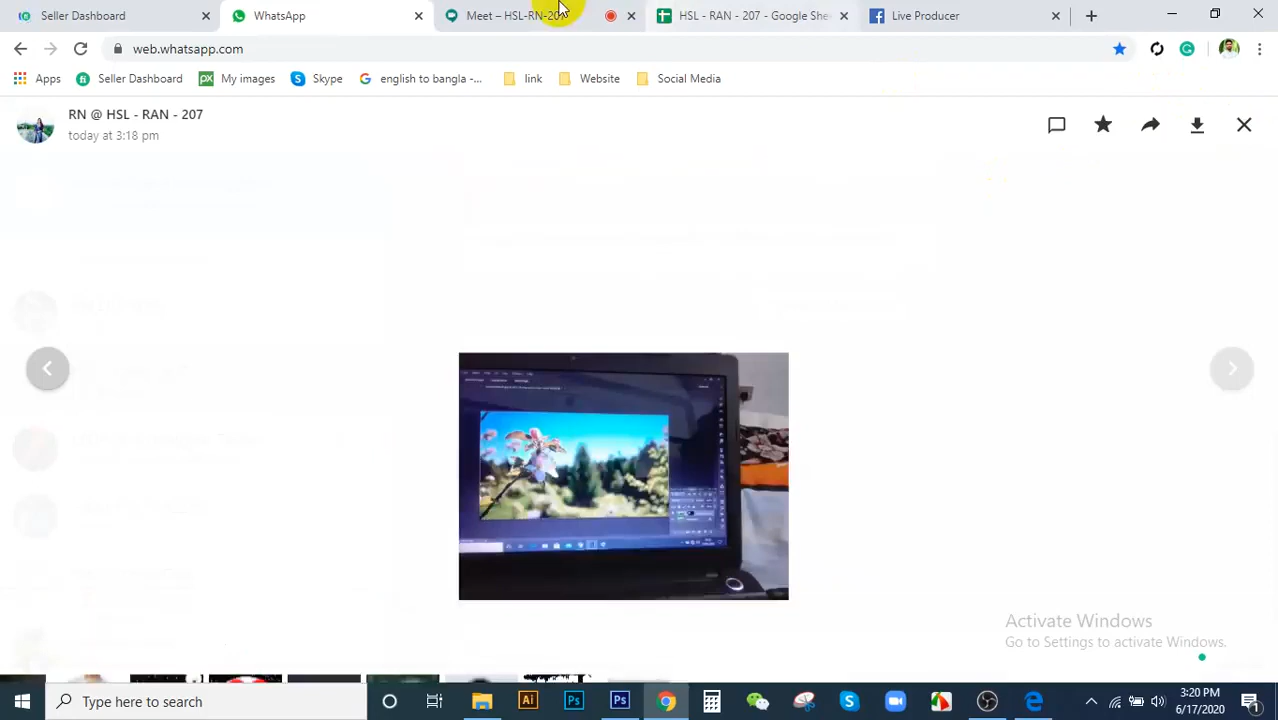 Seller Dashboard
WhatsApp
Meet – HSL-RN-207
HSL - RAN - 207 - Google She
Live Producer
web.whatsapp.com
Apps
Seller Dashboard
My images
Skype
english to bangla -...
link
Website
Social Media
RN @ HSL - RAN - 207
today at 3:18 pm
Activate Windows
Go to Settings to activate Windows.
Type here to search
3:20 PM
6/17/2020